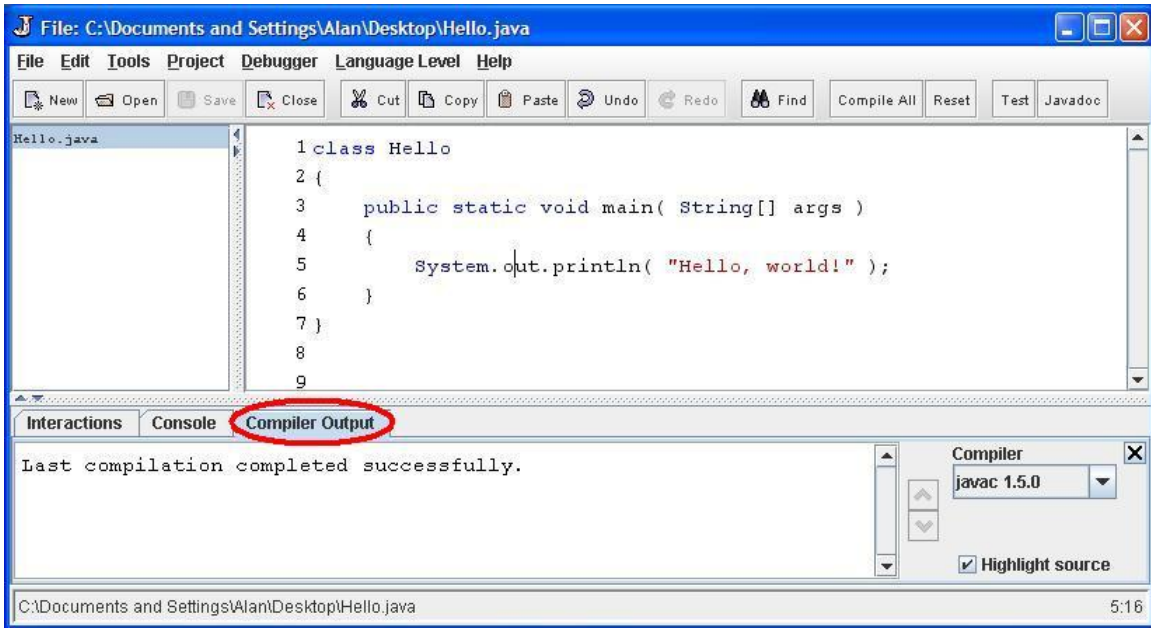 File: C:\Documents and Settings\Alan\Desktop\Hello.java
File Edit Tools Project Debugger Language Level Help
New Open Save Close Cut Copy Paste Undo Redo Find Compile All Reset Test Javadoc
Hello.java
1 class Hello
2 {
3 public static void main( String[] args )
4 {
5 System.out.println( "Hello, world!" );
6 }
7 }
8
9
Interactions Console Compiler Output
Last compilation completed successfully.
Compiler
javac 1.5.0
Highlight source
C:\Documents and Settings\Alan\Desktop\Hello.java 5:16